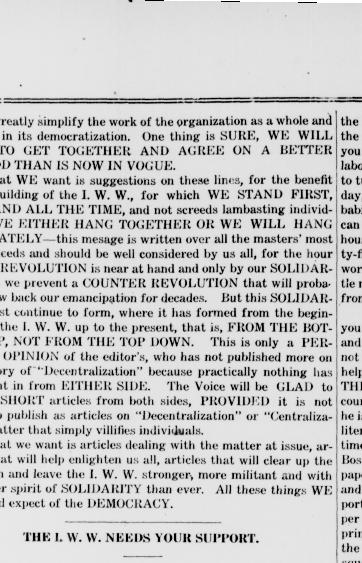 reatly simplify the work of the organization as a whole and
in its democratization. One thing is SURE, WE WILL
TO GET TOGETHER AND AGREE ON A BETTER
D THAN IS NOW IN VOGUE.
at WE want is suggestions on these lines, for the benefit
uilding of the I. W. W., for which WE STAND FIRST,
AND ALL THE TIME, and not screeds lambasting individ-
VE EITHER HANG TOGETHER OR WE WILL HANG
ATELY—this mesage is written over all the masters' most
ceeds and should be well considered by us all, for the hour
REVOLUTION is near at hand and only by our SOLIDAR-
we prevent a COUNTER REVOLUTION that will proba-
w back our emancipation for decades. But this SOLIDAR-
st continue to form, where it has formed from the begin-
the I. W. W. up to the present, that is, FROM THE BOT-
P, NOT FROM THE TOP DOWN. This is only a PER-
OPINION of the editor's, who has not published more on
ory of "Decentralization" because practically nothing has
nt in from EITHER SIDE. The Voice will be GLAD to
SHORT articles from both sides, PROVIDED it is not
o publish as articles on "Decentralization" or "Centraliza-
atter that simply villifies individuals.
at we want is articles dealing with the matter at issue, ar-
at will help enlighten us all, articles that will clear up the
n and leave the I. W. W. stronger, more militant and with
r spirit of SOLIDARITY than ever. All these things WE
d expect of the DEMOCRACY.
THE I. W. W. NEEDS YOUR SUPPORT.
the
the
you
labo
to t
day
bab
can
hou
ty-f
wor
tle
fron
you
and
not
help
TH
cou
he i
liter
time
Bos
pap
and
port
per
prin
the